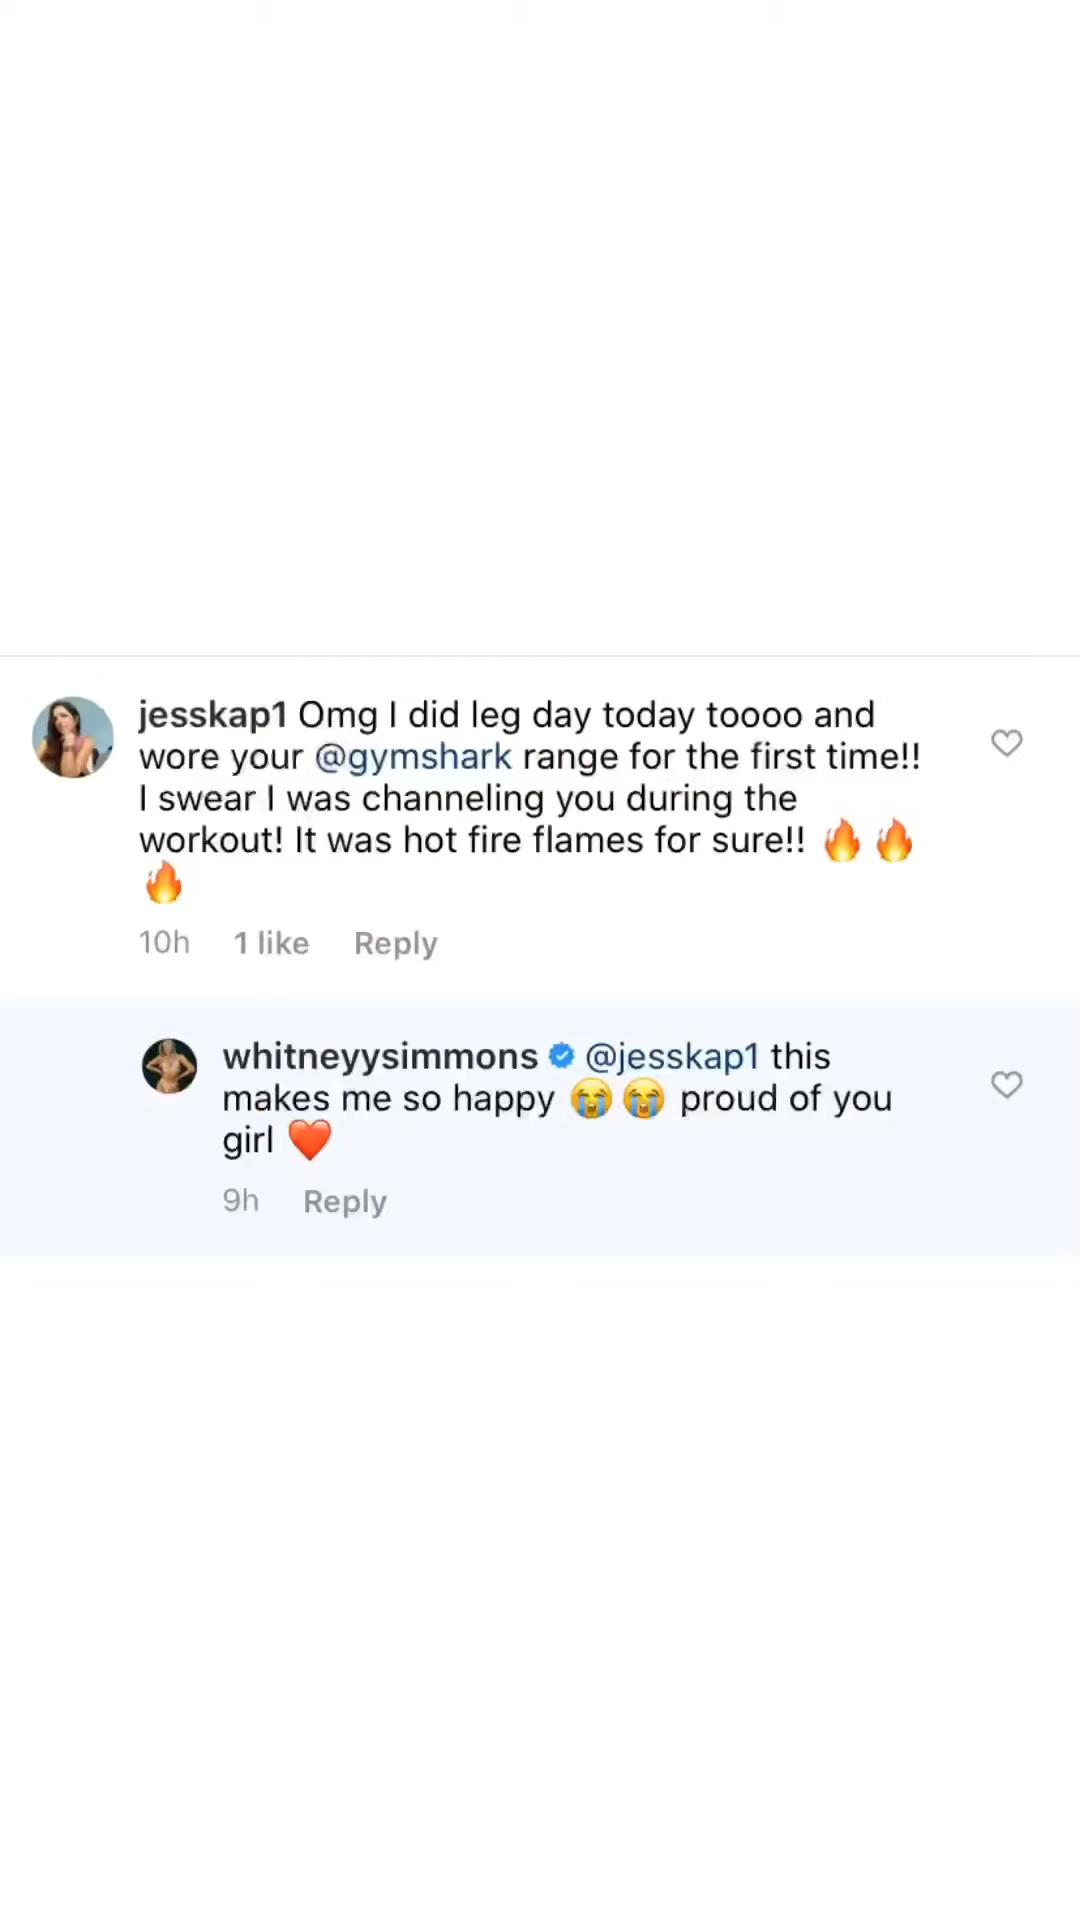 jesskap1 Omg I did leg day today toooo and
wore your @gymshark range for the first time!!
I swear I was channeling you during the
workout! It was hot fire flames for sure!! 🔥 🔥
🔥
10h 1 like Reply
whitneyysimmons @jesskap1 this
makes me so happy 😭 😭 proud of you
girl ❤️
9h Reply